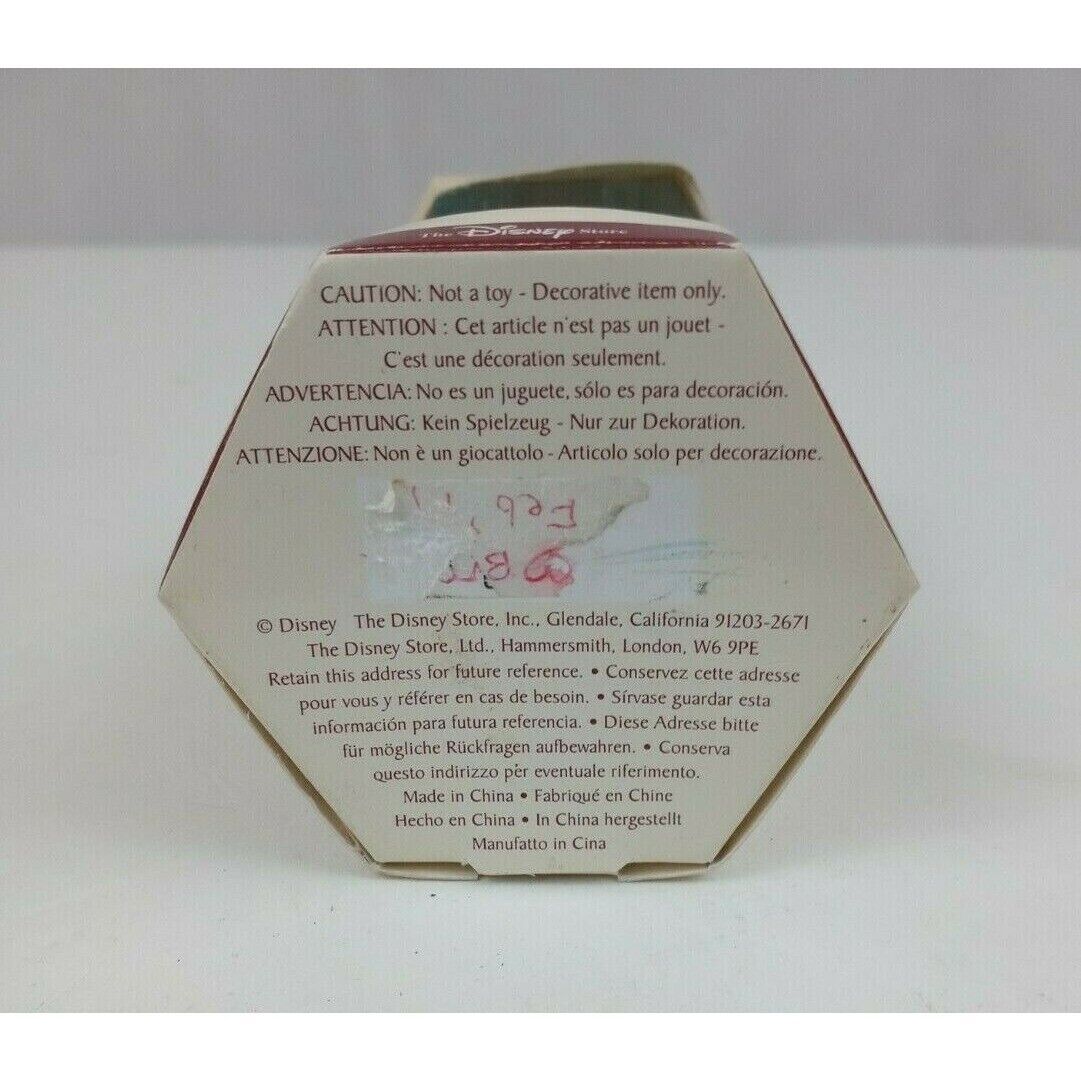 The Disney Store
CAUTION: Not a toy - Decorative item only.
ATTENTION : Cet article n'est pas un jouet -
C'est une décoration seulement.
ADVERTENCIA: No es un juguete, sólo es para decoración.
ACHTUNG: Kein Spielzeug - Nur zur Dekoration.
ATTENZIONE: Non è un giocattolo - Articolo solo per decorazione.
Feb
© Disney The Disney Store, Inc., Glendale, California 91203-2671
The Disney Store, Ltd., Hammersmith, London, W6 9PE
Retain this address for future reference. • Conservez cette adresse
pour vous y référer en cas de besoin. • Sírvase guardar esta
información para futura referencia. • Diese Adresse bitte
für mögliche Rückfragen aufbewahren. • Conserva
questo indirizzo per eventuale riferimento.
Made in China • Fabriqué en Chine
Hecho en China • In China hergestellt
Manufatto in Cina